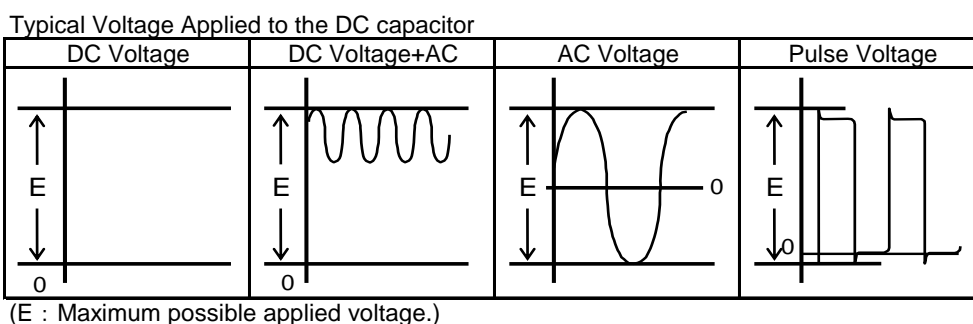 Typical Voltage Applied to the DC capacitor
DC Voltage DC Voltage+AC AC Voltage Pulse Voltage
E E E 0 E
0
0 0
(E：Maximum possible applied voltage.)